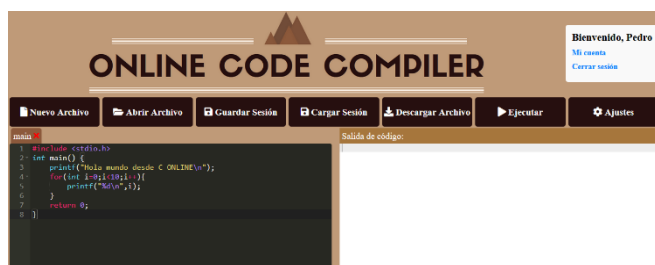 ONLINE CODE COMPILER
Bienvenido, Pedro
Mi cuenta
Cerrar sesión
Nuevo Archivo Abrir Archivo Guardar Sesión Cargar Sesión Descargar Archivo Ejecutar Ajustes
main
Salida de código:
1 #include <stdio.h>
2 int main() {
3 printf("Hola mundo desde C ONLINE\n");
4 for(int i=0;i<10;i++){
5 printf("%d\n",i);
6 }
7 return 0;
8 }